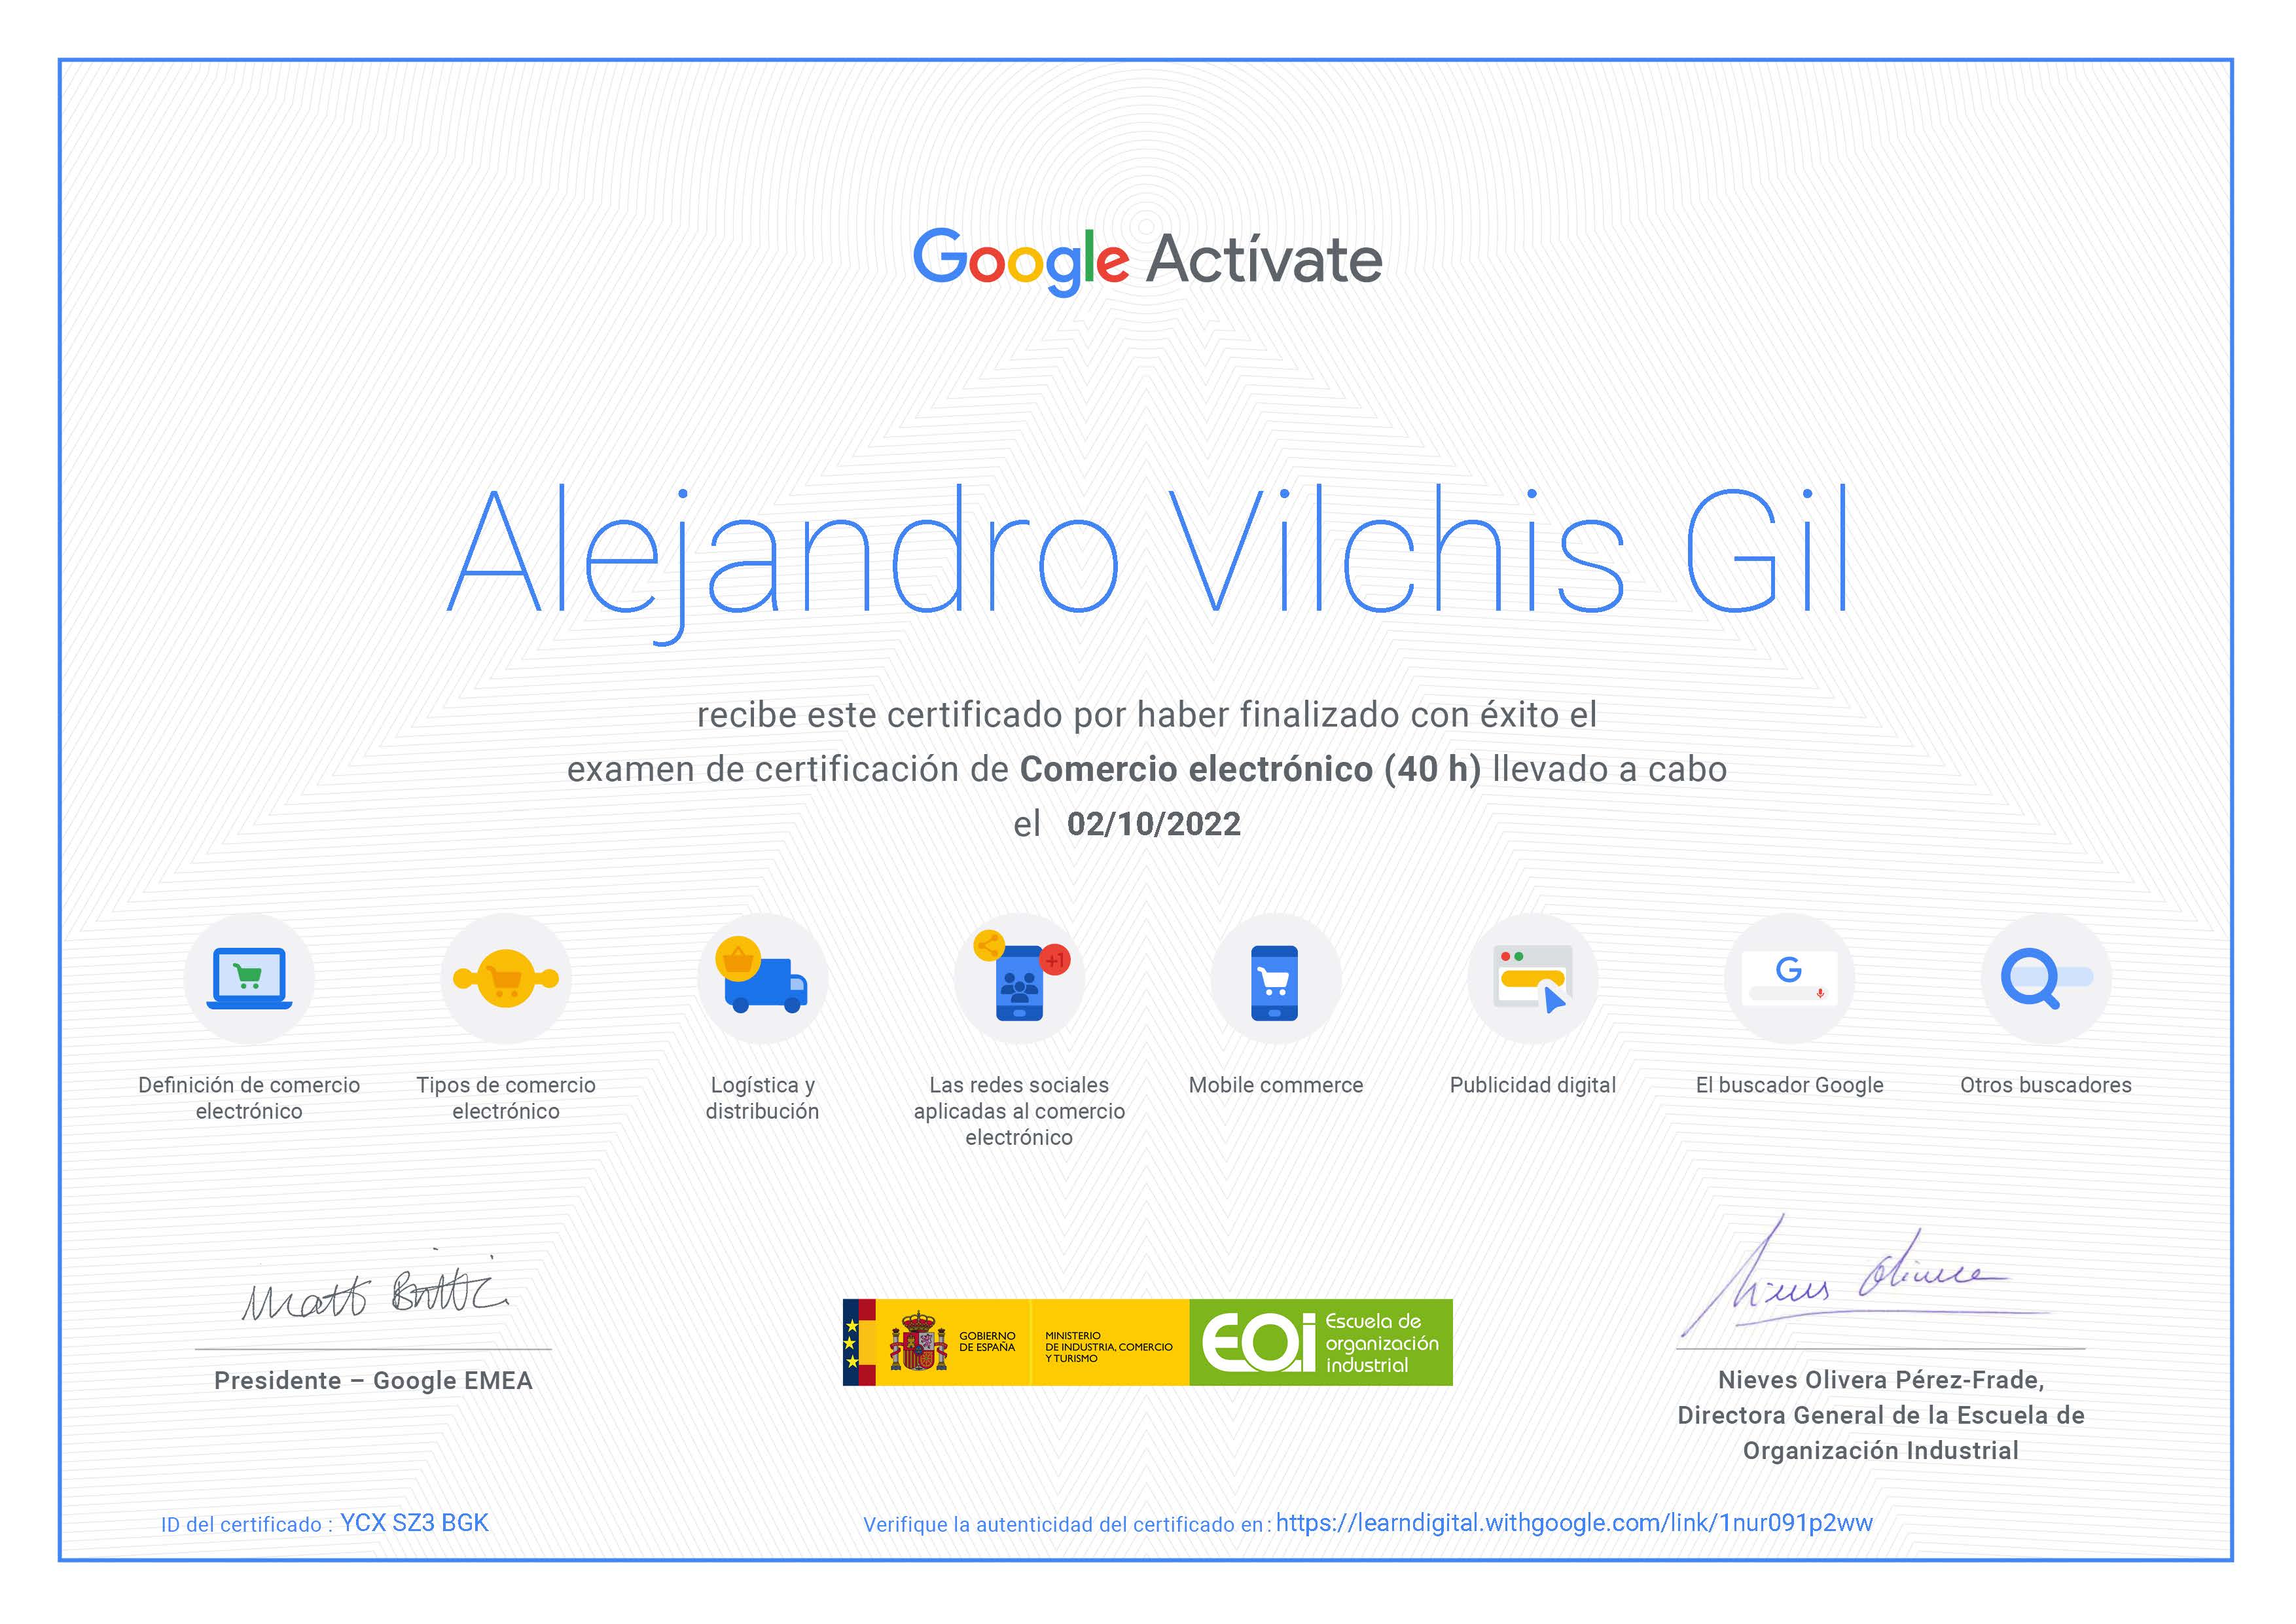 Google Actívate
Alejandro Vilchis Gil
recibe este certificado por haber finalizado con éxito el
examen de certificación de Comercio electrónico (40 h) llevado a cabo
el 02/10/2022
+1
G
Definición de comercio
electrónico
Tipos de comercio
electrónico
Logística y
distribución
Las redes sociales
aplicadas al comercio
electrónico
Mobile commerce
Publicidad digital
El buscador Google
Otros buscadores
Matt Brittin
Presidente – Google EMEA
GOBIERNO
DE ESPAÑA
MINISTERIO
DE INDUSTRIA, COMERCIO
Y TURISMO
EOI
Escuela de
organización
industrial
Nieves Olivera
Nieves Olivera Pérez-Frade,
Directora General de la Escuela de
Organización Industrial
ID del certificado : YCX SZ3 BGK
Verifique la autenticidad del certificado en: https://learndigital.withgoogle.com/link/1nur091p2ww